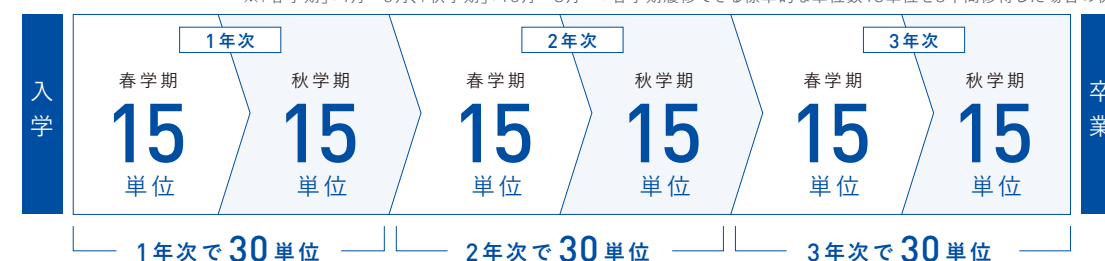 1年次 2年次 3年次
入学
春学期 秋学期 春学期 秋学期 春学期 秋学期
15 15 15 15 15 15
単位 単位 単位 単位 単位 単位
卒業
1年次で30単位 2年次で30単位 3年次で30単位